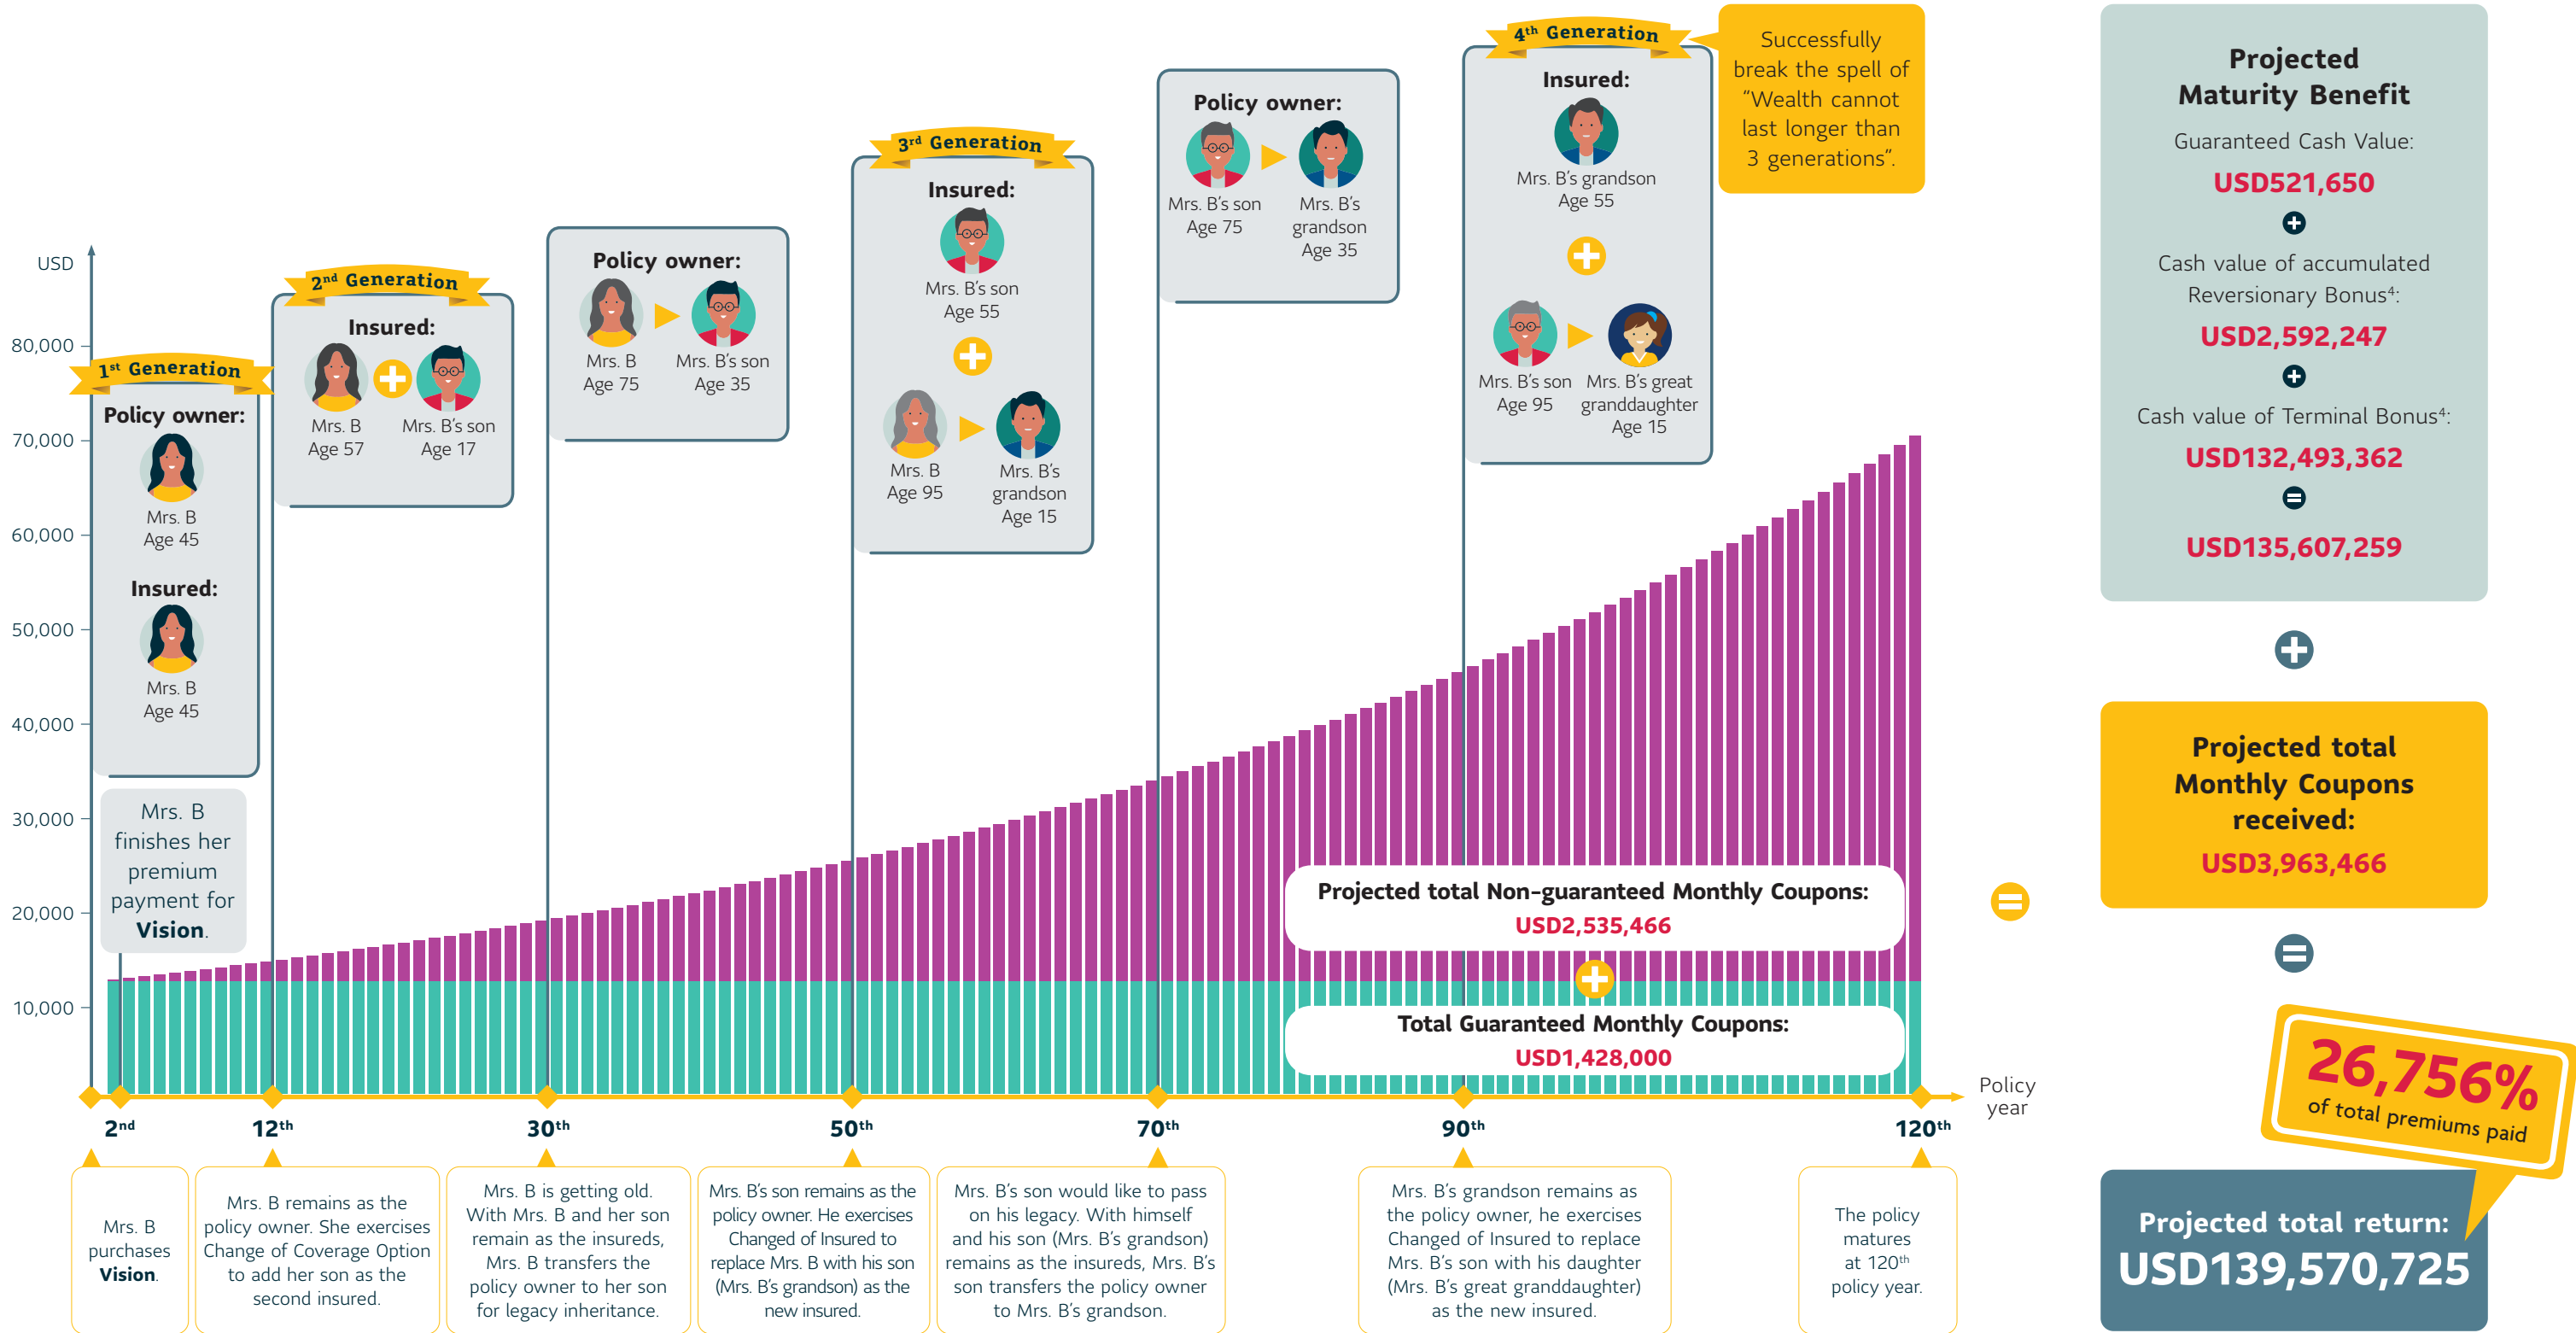 USD
80,000
70,000
60,000
50,000
40,000
30,000
20,000
10,000
1st Generation
Policy owner:
Mrs. B
Age 45
Insured:
Mrs. B
Age 45
Mrs. B
finishes her
premium
payment for
Vision.
2nd Generation
Insured:
Mrs. B
Age 57
Mrs. B's son
Age 17
Policy owner:
Mrs. B
Age 75
Mrs. B's son
Age 35
3rd Generation
Insured:
Mrs. B's son
Age 55
Mrs. B
Age 95
Mrs. B's
grandson
Age 15
Policy owner:
Mrs. B's son
Age 75
Mrs. B's
grandson
Age 35
4th Generation
Insured:
Mrs. B's grandson
Age 55
Mrs. B's son
Age 95
Mrs. B's great
granddaughter
Age 15
Successfully
break the spell of
“Wealth cannot
last longer than
3 generations”.
Projected total Non-guaranteed Monthly Coupons:
USD2,535,466
+
Total Guaranteed Monthly Coupons:
USD1,428,000
Policy
year
2nd
12th
30th
50th
70th
90th
120th
Mrs. B
purchases
Vision.
Mrs. B remains as the
policy owner. She exercises
Change of Coverage Option
to add her son as the
second insured.
Mrs. B is getting old.
With Mrs. B and her son
remain as the insureds,
Mrs. B transfers the
policy owner to her son
for legacy inheritance.
Mrs. B's son remains as the
policy owner. He exercises
Changed of Insured to
replace Mrs. B with his son
(Mrs. B's grandson) as the
new insured.
Mrs. B's son would like to pass
on his legacy. With himself
and his son (Mrs. B's grandson)
remains as the insureds, Mrs. B's
son transfers the policy owner
to Mrs. B's grandson.
Mrs. B's grandson remains as
the policy owner, he exercises
Changed of Insured to replace
Mrs. B's son with his daughter
(Mrs. B's great granddaughter)
as the new insured.
The policy
matures
at 120th
policy year.
Projected
Maturity Benefit
Guaranteed Cash Value:
USD521,650
+
Cash value of accumulated
Reversionary Bonus4:
USD2,592,247
+
Cash value of Terminal Bonus4:
USD132,493,362
=
USD135,607,259
+
Projected total
Monthly Coupons
received:
USD3,963,466
=
26,756%
of total premiums paid
Projected total return:
USD139,570,725